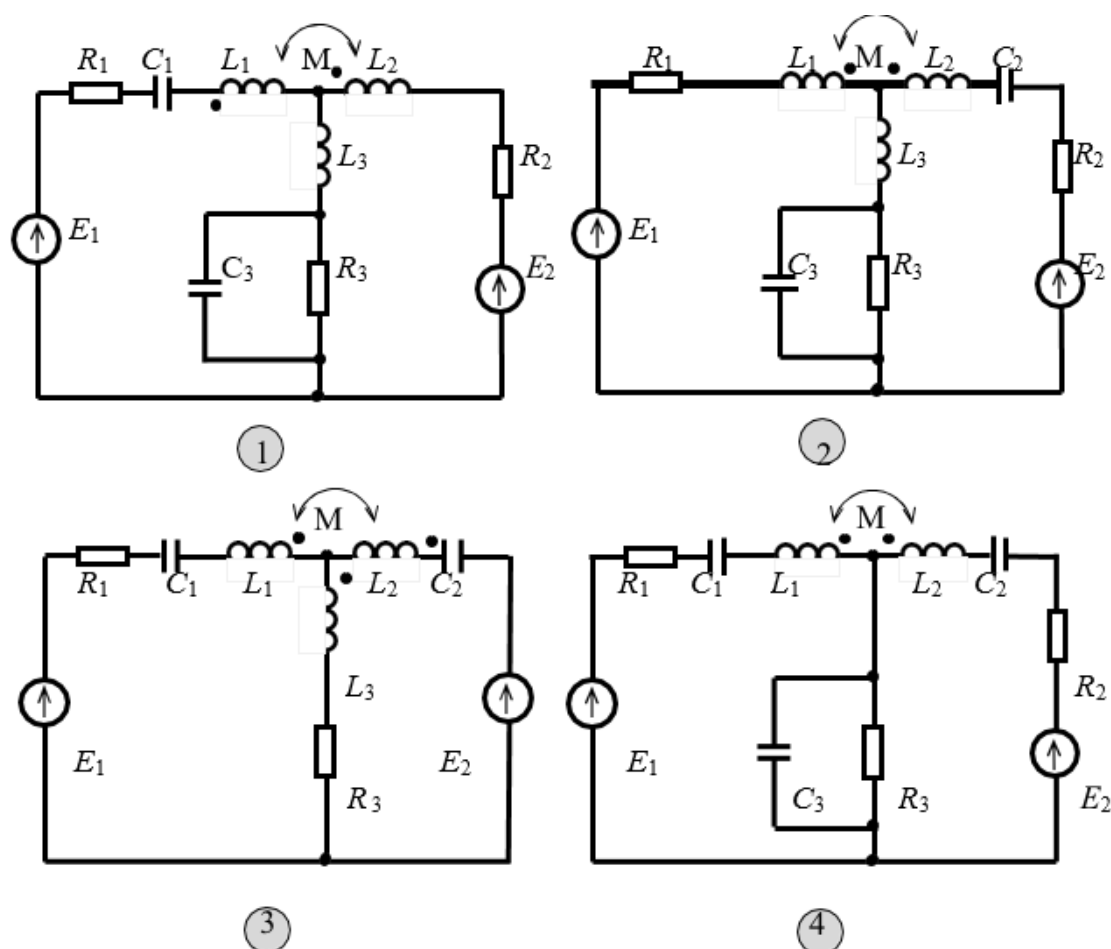 R1 C1 L1 M L2
L3
R2
E1
C3 R3 E2
1
R1 L1 M L2 C2
L3
R2
E1
C3 R3 E2
2
M
R1 C1 L1 L2 C2
L3
E1 E2
R3
3
M
R1 C1 L1 L2 C2
R2
E1
C3 R3 E2
4